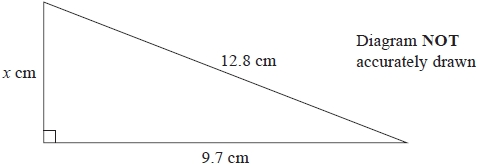 12.8 cm
Diagram NOT
accurately drawn
x cm
9.7 cm